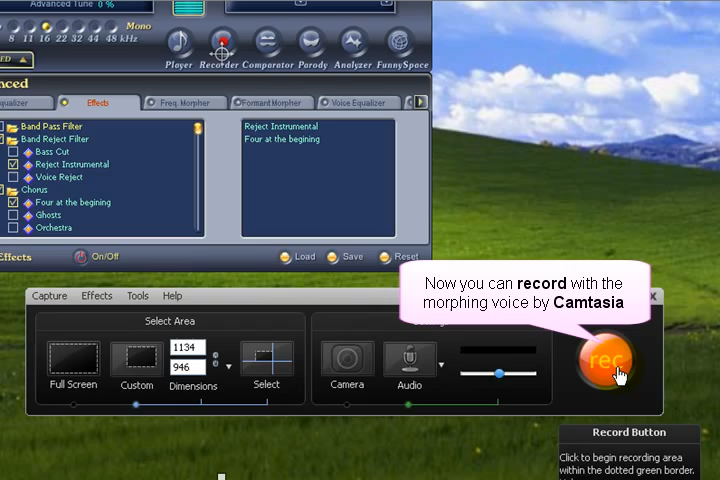 Advanced Tune 0 %
Mono
8 11 16 22 32 44 48 kHz
Player Recorder Comparator Parody Analyzer FunnySpace
Effects
Freq. Morpher
Formant Morpher
Voice Equalizer
Band Pass Filter
Band Reject Filter
Bass Cut
Reject Instrumental
Voice Reject
Chorus
Four at the begining
Ghosts
Orchestra
Reject Instrumental
Four at the begining
Effects
On/Off
Load
Save
Reset
Now you can record with the
morphing voice by Camtasia
Capture Effects Tools Help
X
Select Area
1134
946
Full Screen
Custom
Dimensions
Select
Camera
Audio
rec
Record Button
Click to begin recording area
within the dotted green border.